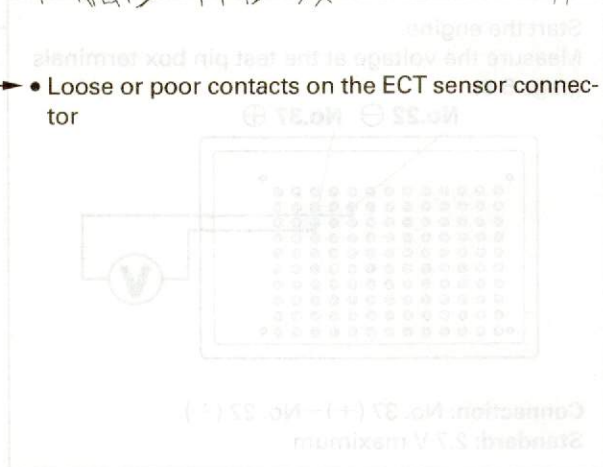 • Loose or poor contacts on the ECT sensor connec-
tor
Start the engine.
Measure the voltage at the test pin box terminals
No. 22 ⊖ No. 37 ⊕
V
Connection: No. 37 (+) – No. 22 (–).
Standard: 2.7 V maximum